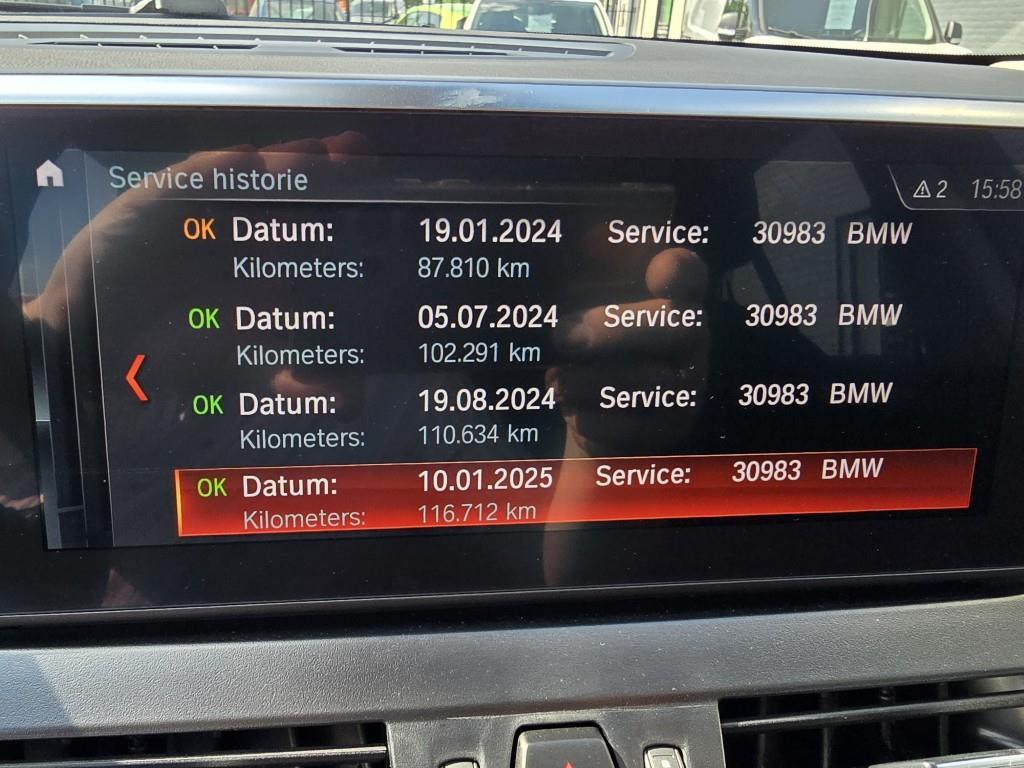 Service historie
2 15:58
OK Datum: 19.01.2024 Service: 30983 BMW
Kilometers: 87.810 km
OK Datum: 05.07.2024 Service: 30983 BMW
Kilometers: 102.291 km
OK Datum: 19.08.2024 Service: 30983 BMW
Kilometers: 110.634 km
OK Datum: 10.01.2025 Service: 30983 BMW
Kilometers: 116.712 km